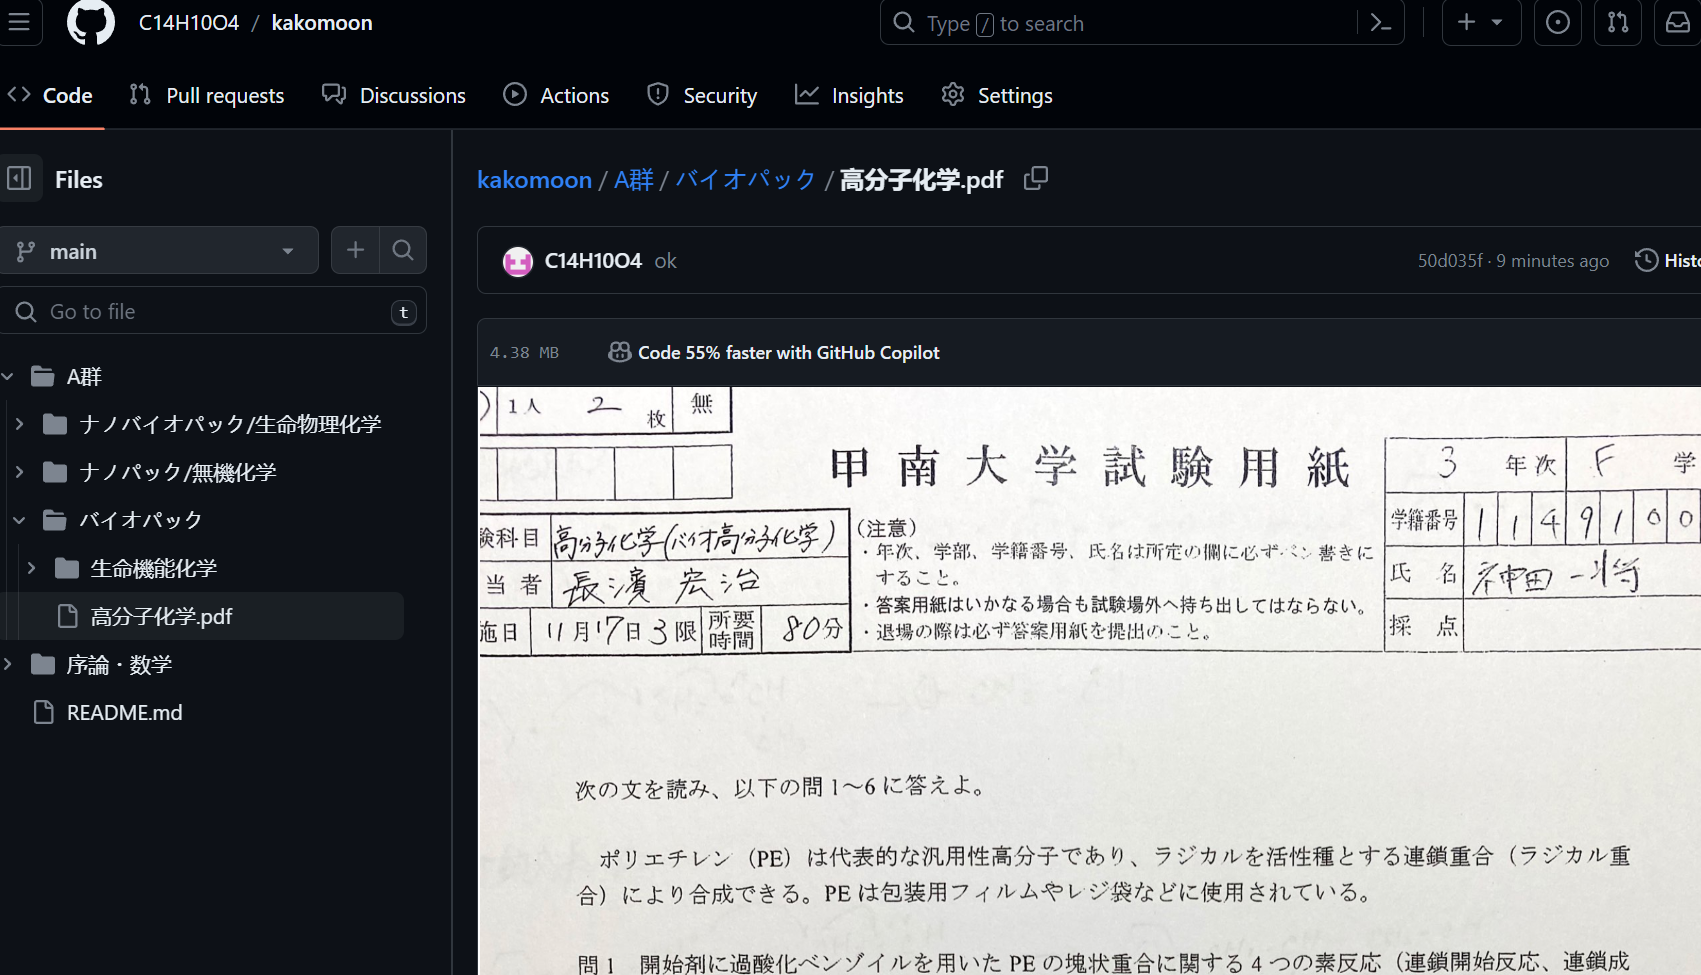 C14H10O4 / kakomoon
Type / to search
Code
Pull requests
Discussions
Actions
Security
Insights
Settings
Files
main
Go to file
t
A群
ナノバイオパック/生命物理化学
ナノパック/無機化学
バイオパック
生命機能化学
高分子化学.pdf
序論・数学
README.md
kakomoon / A群 / バイオパック / 高分子化学.pdf
C14H10O4 ok
50d035f · 9 minutes ago
Histo
4.38 MB
Code 55% faster with GitHub Copilot
) 1人 2 枚 無
甲南大学試験用紙
3 年次 F 学
学籍番号 1 1 4 9 1 0 0
氏名 神田 一将
採点
験科目 高分子化学(バイオ高分子化学)
当者 長濱 宏治
施日 11月17日3限 所要時間 80分
(注意)
・年次、学部、学籍番号、氏名は所定の欄に必ずペン書きに
すること。
・答案用紙はいかなる場合も試験場外へ持ち出してはならない。
・退場の際は必ず答案用紙を提出のこと。
次の文を読み、以下の問1~6に答えよ。
ポリエチレン（PE）は代表的な汎用性高分子であり、ラジカルを活性種とする連鎖重合（ラジカル重
合）により合成できる。PEは包装用フィルムやレジ袋などに使用されている。
問1 開始剤に過酸化ベンゾイルを用いたPEの塊状重合に関する4つの素反応（連鎖開始反応、連鎖成